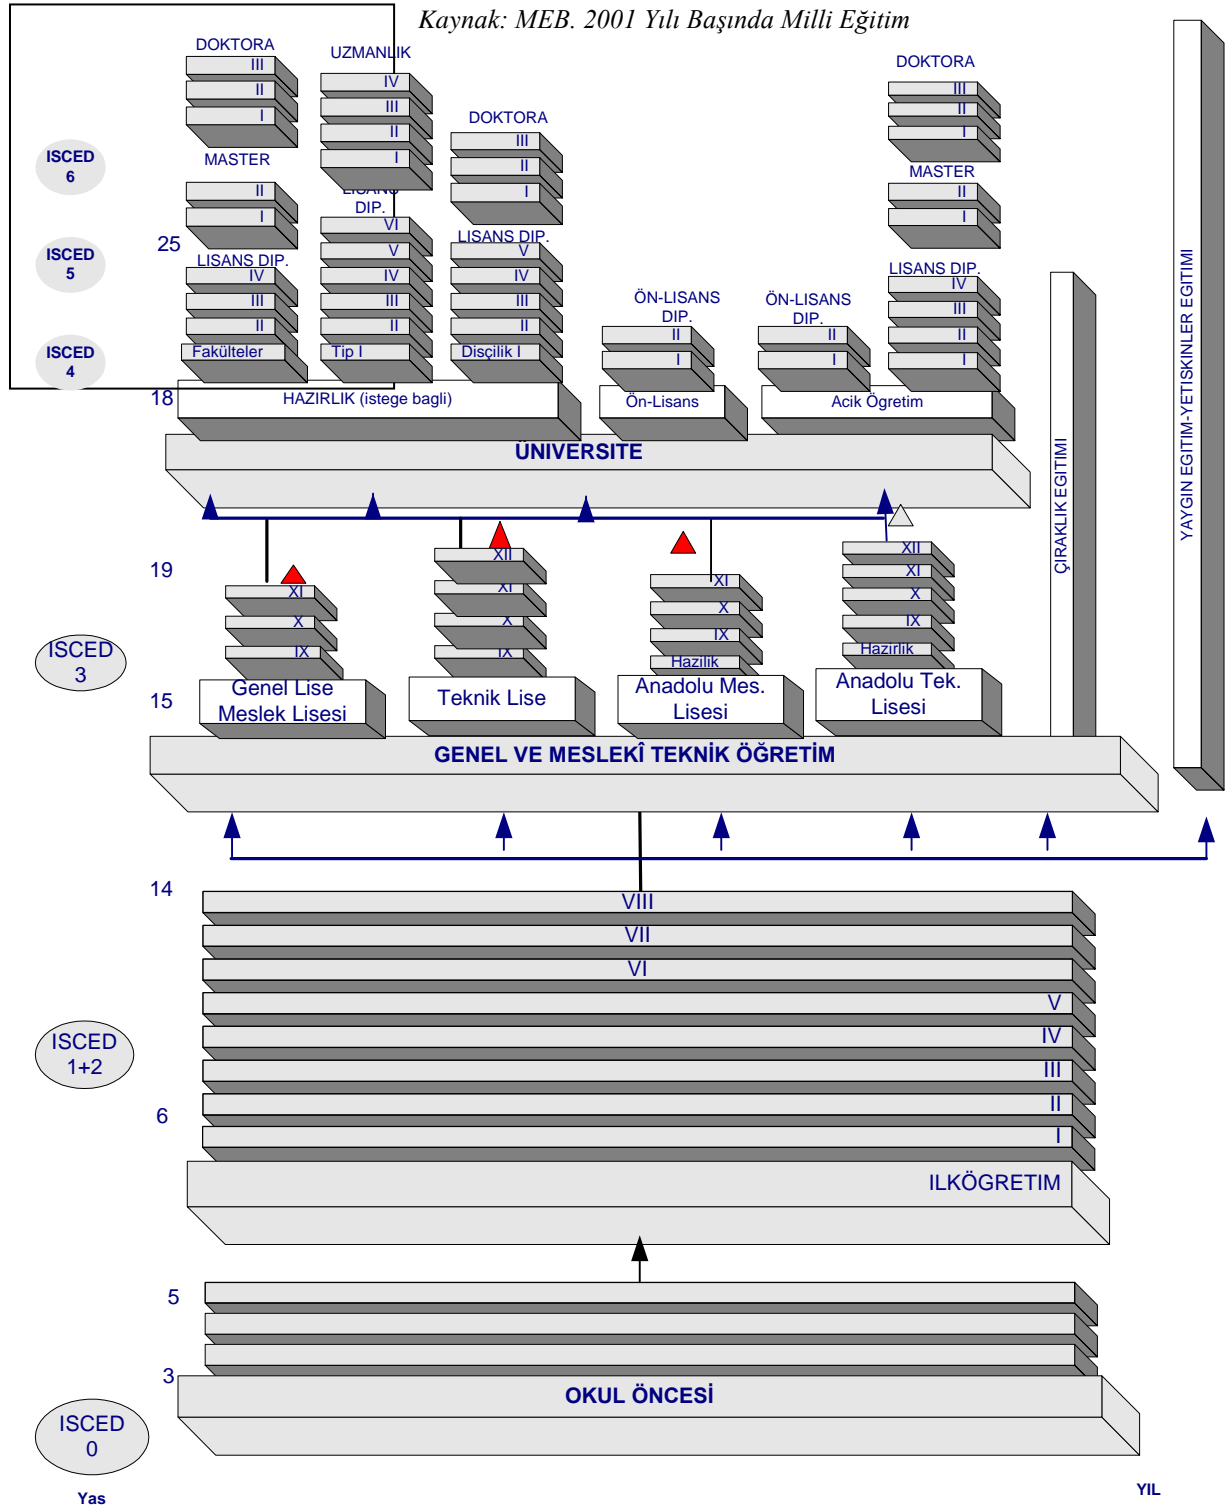 Kaynak: MEB. 2001 Yılı Başında Milli Eğitim
DOKTORA
III
II
I
MASTER
II
I
LISANS DIP.
IV
III
II
Fakülteler
UZMANLIK
IV
III
II
I
LISANS
DIP.
VI
V
IV
III
II
Tip I
DOKTORA
III
II
I
LISANS DIP.
V
IV
III
II
Disçilik I
ÖN-LISANS
DIP.
II
I
ÖN-LISANS
DIP.
II
I
DOKTORA
III
II
I
MASTER
II
I
LISANS DIP.
IV
III
II
I
ISCED
6
25
ISCED
5
ISCED
4
18
HAZIRLIK (istege bagli)
Ön-Lisans
Acik Ögretim
ÜNIVERSITE
ÇIRAKLIK EGITIMI
YAYGIN EGITIM-YETISKINLER EGITIMI
19
XI
X
IX
XII
XI
X
IX
XI
X
IX
Hazilik
XII
XI
X
IX
Hazirlik
ISCED
3
15
Genel Lise
Meslek Lisesi
Teknik Lise
Anadolu Mes.
Lisesi
Anadolu Tek.
Lisesi
GENEL VE MESLEKÎ TEKNİK ÖĞRETİM
14
VIII
VII
VI
V
IV
III
II
I
ISCED
1+2
6
ILKÖGRETIM
5
3
OKUL ÖNCESİ
ISCED
0
Yas
YIL